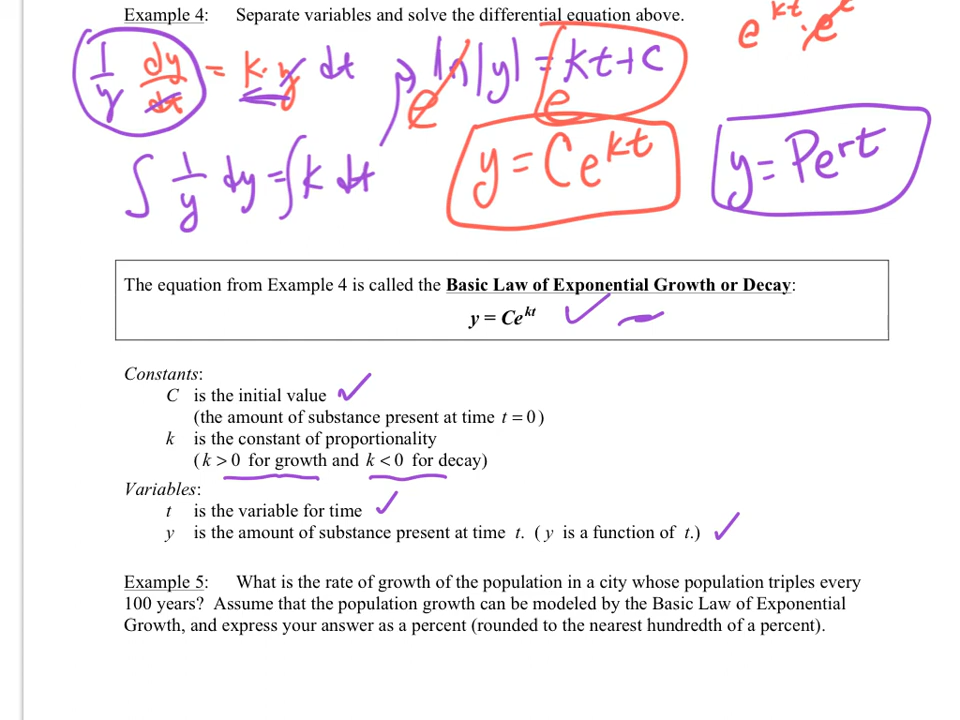 Example 4: Separate variables and solve the differential equation above.
e^kt · e^c
1/y dy/dt = k·y dt
ln|y| = kt+c
e e
∫ 1/y dy = ∫k dt
y = Ce^kt
y = Pe^rt
The equation from Example 4 is called the Basic Law of Exponential Growth or Decay:
y = Ce^kt
Constants:
C is the initial value
(the amount of substance present at time t = 0)
k is the constant of proportionality
(k > 0 for growth and k < 0 for decay)
Variables:
t is the variable for time
y is the amount of substance present at time t. (y is a function of t.)
Example 5: What is the rate of growth of the population in a city whose population triples every
100 years? Assume that the population growth can be modeled by the Basic Law of Exponential
Growth, and express your answer as a percent (rounded to the nearest hundredth of a percent).